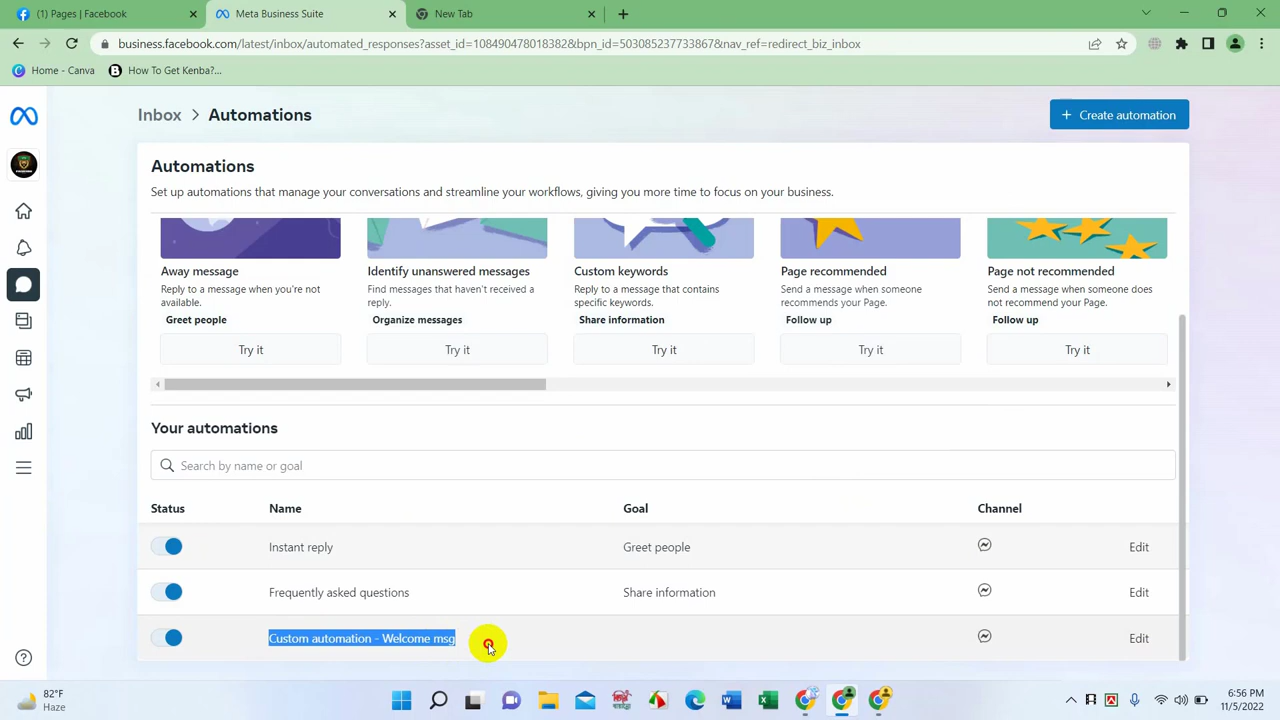 (1) Pages | Facebook
Meta Business Suite
New Tab
business.facebook.com/latest/inbox/automated_responses?asset_id=108490478018382&bpn_id=503085237733867&nav_ref=redirect_biz_inbox
Home - Canva
How To Get Kenba?...
Inbox > Automations
+ Create automation
Automations
Set up automations that manage your conversations and streamline your workflows, giving you more time to focus on your business.
Away message
Reply to a message when you're not
available.
Greet people
Try it
Identify unanswered messages
Find messages that haven't received a
reply.
Organize messages
Try it
Custom keywords
Reply to a message that contains
specific keywords.
Share information
Try it
Page recommended
Send a message when someone
recommends your Page.
Follow up
Try it
Page not recommended
Send a message when someone does
not recommend your Page.
Follow up
Try it
Your automations
Search by name or goal
Status Name Goal Channel
Instant reply Greet people Edit
Frequently asked questions Share information Edit
Custom automation - Welcome msg Edit
82°F
Haze
6:56 PM
11/5/2022